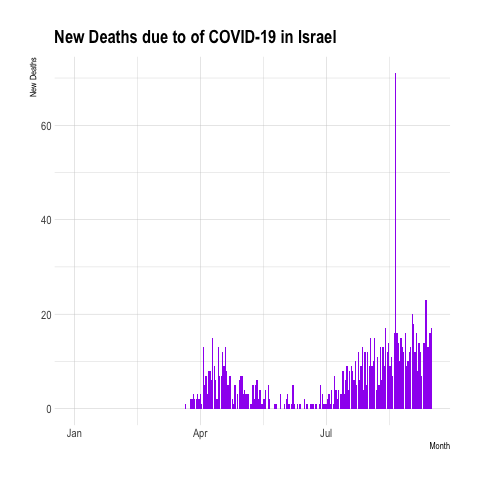 New Deaths due to of COVID-19 in Israel
New Deaths
60
40
20
0
Jan Apr Jul
Month